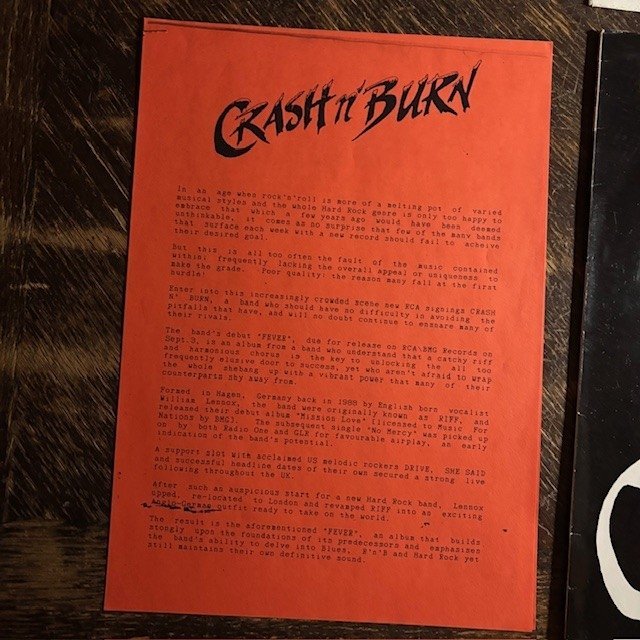 CRASH n' BURN
In an age when rock'n'roll is more of a melting pot of varied
musical styles and the whole Hard Rock genre is only too happy to
embrace that which a few years ago would have been deemed
unthinkable, it comes as no surprise that few of the many bands
that surface each week with a new record should fail to acheive
their desired goal.
But this is all too often the fault of the music contained
within; frequently lacking the overall appeal or uniqueness to
make the grade. Poor quality: the reason many fall at the first
hurdle!
Enter into this increasingly crowded scene new RCA signings CRASH
N' BURN, a band who should have no difficulty in avoiding the
pitfalls that have, and will no doubt continue to ensnare many of
their rivals.
The band's debut "FEVER", due for release on RCA\BMG Records on
Sept.9, is an album from a band who understand that a catchy riff
and harmonious chorus is the key to unlocking the all too
frequently elusive door to success, yet who aren't afraid to wrap
the whole shebang up with a vibrant power that many of their
counterparts shy away from.
Formed in Hagen, Germany back in 1988 by English born vocalist
William Lennox, the band were originally known as RIFF, and
released their debut album "Mission Love" (licensed to Music For
Nations by BMG). The subsequent single "No Mercy" was picked up
on by both Radio One and GLR for favourable airplay, an early
indication of the band's potential.
A support slot with acclaimed US melodic rockers DRIVE, SHE SAID
and successful headline dates of their own secured a strong live
following throughout the UK.
After such an auspicious start for a new Hard Rock band, Lennox
upped, re-located to London and revamped RIFF into an exciting
Anglo-German outfit ready to take on the world.
The result is the aforementioned "FEVER", an album that builds
stongly upon the foundations of its predecessors and emphasises
the band's ability to delve into Blues, R'n'B and Hard Rock yet
still maintains their own definitive sound.